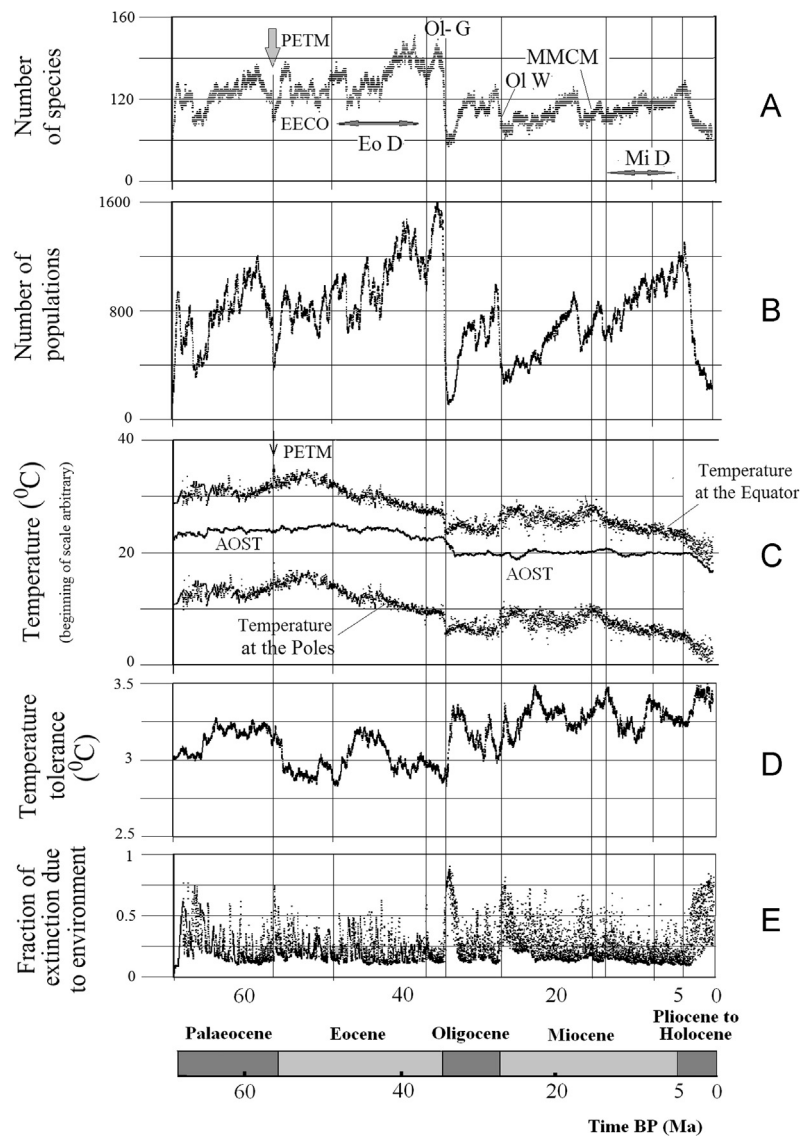 160
Number
of species
120
0
PETM
EECO
Eo D
Ol- G
Ol W
MMCM
Mi D
A
1600
Number of
populations
800
0
B
40
Temperature (⁰C)
(beginning of scale arbitrary)
20
0
PETM
AOST
AOST
Temperature
at the Equator
Temperature
at the Poles
C
3.5
Temperature
tolerance
(⁰C)
3
2.5
D
1
Fraction of
extinction due
to environment
0.5
0
E
60 40 20 5 0
Palaeocene Eocene Oligocene Miocene Pliocene to
Holocene
60 40 20 5 0
Time BP (Ma)